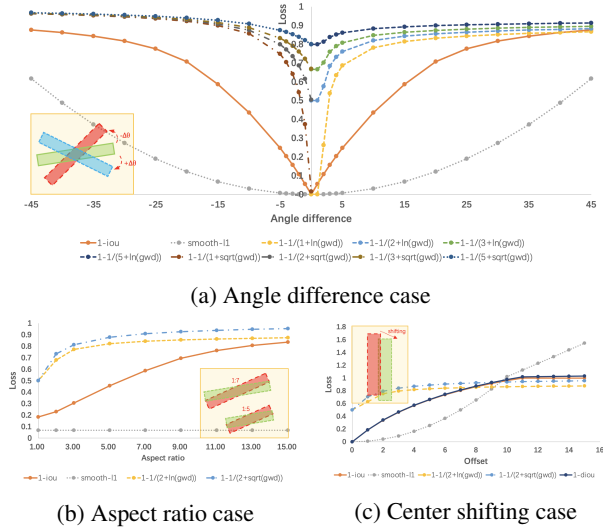 Loss
1
0.9
0.8
0.7
0.6
0.5
0.4
0.3
0.2
0.1
0
-Δθ
+Δθ
-45 -35 -25 -15 -5 5 15 25 35 45
Angle difference
1-iou smooth-l1 1-1/(1+ln(gwd)) 1-1/(2+ln(gwd)) 1-1/(3+ln(gwd))
1-1/(5+ln(gwd)) 1-1/(1+sqrt(gwd)) 1-1/(2+sqrt(gwd)) 1-1/(3+sqrt(gwd)) 1-1/(5+sqrt(gwd))
(a) Angle difference case
Loss
1
0.9
0.8
0.7
0.6
0.5
0.4
0.3
0.2
0.1
0
1:7
1:5
1.00 3.00 5.00 7.00 9.00 11.00 13.00 15.00
Aspect ratio
1-iou smooth-l1 1-1/(2+ln(gwd)) 1-1/(2+sqrt(gwd))
(b) Aspect ratio case
Loss
1.8
1.6
1.4
1.2
1
0.8
0.6
0.4
0.2
0
shifting
0 2 4 6 8 10 12 14 16
Offset
1-iou smooth-l1 1-1/(2+ln(gwd)) 1-1/(2+sqrt(gwd)) diou
(c) Center shifting case